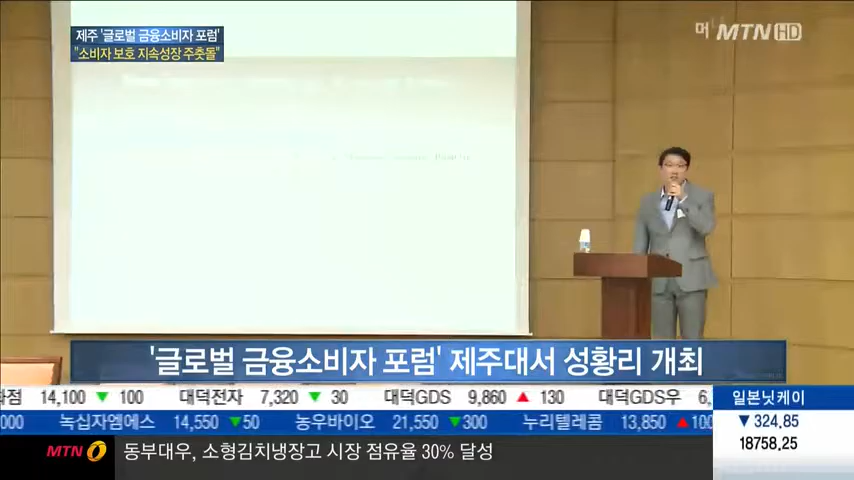 제주 '글로벌 금융소비자 포럼'
"소비자 보호 지속성장 주춧돌"
머 MTN HD
'글로벌 금융소비자 포럼' 제주대서 성황리 개최
14,100 ▼ 100 대덕전자 7,320 ▼ 30 대덕GDS 9,860 ▲ 130 대덕GDS우 6,
000 녹십자엠에스 14,550 ▼50 농우바이오 21,550 ▼300 누리텔레콤 13,850 ▲100
일본닛케이
▼324.85
18758.25
MTN 동부대우, 소형김치냉장고 시장 점유율 30% 달성